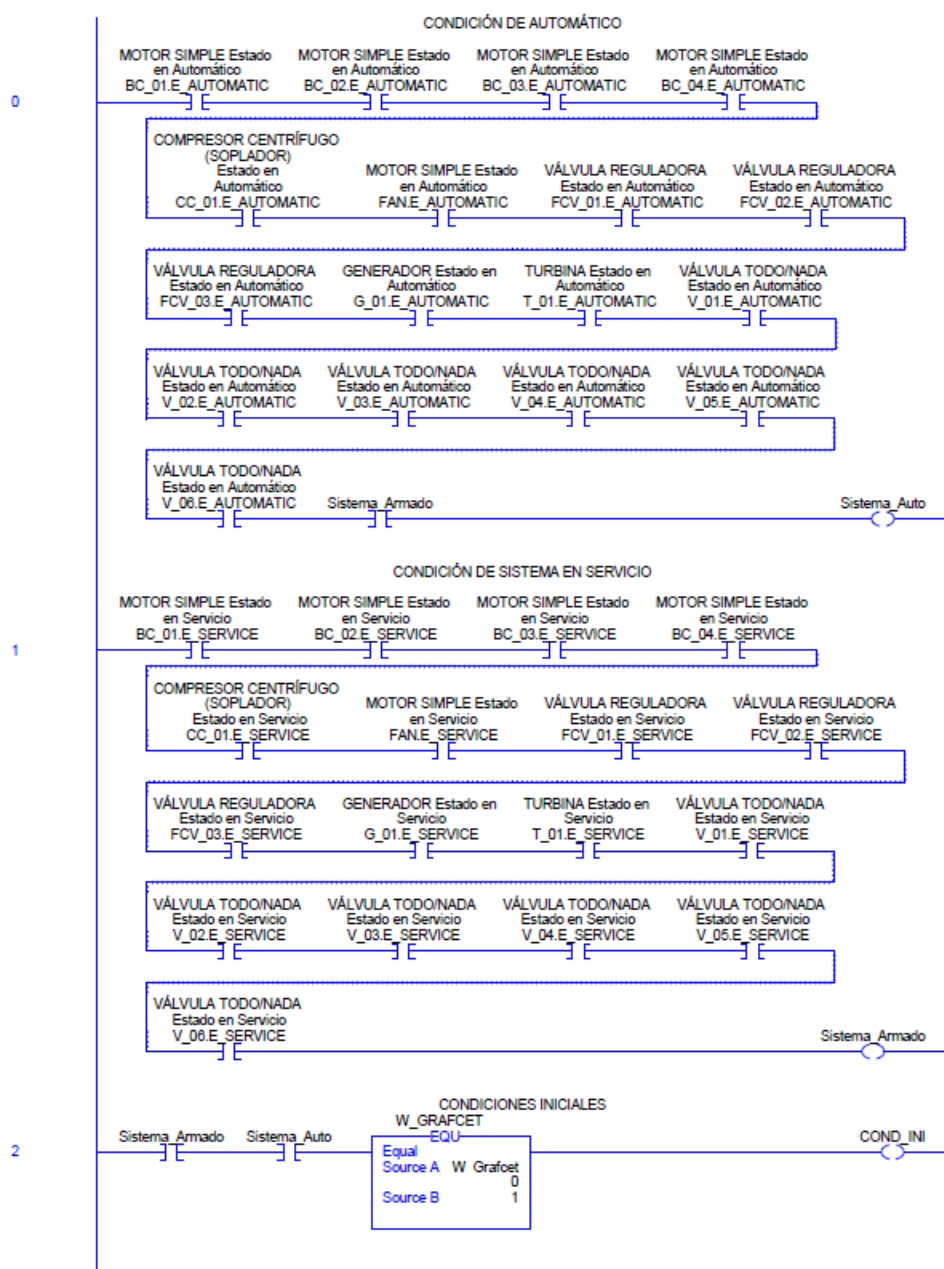 CONDICIÓN DE AUTOMÁTICO
MOTOR SIMPLE Estado
en Automático
BC_01.E_AUTOMATIC
MOTOR SIMPLE Estado
en Automático
BC_02.E_AUTOMATIC
MOTOR SIMPLE Estado
en Automático
BC_03.E_AUTOMATIC
MOTOR SIMPLE Estado
en Automático
BC_04.E_AUTOMATIC
0
COMPRESOR CENTRÍFUGO
(SOPLADOR)
Estado en
Automático
CC_01.E_AUTOMATIC
MOTOR SIMPLE Estado
en Automático
FAN.E_AUTOMATIC
VÁLVULA REGULADORA
Estado en Automático
FCV_01.E_AUTOMATIC
VÁLVULA REGULADORA
Estado en Automático
FCV_02.E_AUTOMATIC
VÁLVULA REGULADORA
Estado en Automático
FCV_03.E_AUTOMATIC
GENERADOR Estado en
Automático
G_01.E_AUTOMATIC
TURBINA Estado en
Automático
T_01.E_AUTOMATIC
VÁLVULA TODO/NADA
Estado en Automático
V_01.E_AUTOMATIC
VÁLVULA TODO/NADA
Estado en Automático
V_02.E_AUTOMATIC
VÁLVULA TODO/NADA
Estado en Automático
V_03.E_AUTOMATIC
VÁLVULA TODO/NADA
Estado en Automático
V_04.E_AUTOMATIC
VÁLVULA TODO/NADA
Estado en Automático
V_05.E_AUTOMATIC
VÁLVULA TODO/NADA
Estado en Automático
V_06.E_AUTOMATIC
Sistema_Armado
Sistema_Auto
CONDICIÓN DE SISTEMA EN SERVICIO
MOTOR SIMPLE Estado
en Servicio
BC_01.E_SERVICE
MOTOR SIMPLE Estado
en Servicio
BC_02.E_SERVICE
MOTOR SIMPLE Estado
en Servicio
BC_03.E_SERVICE
MOTOR SIMPLE Estado
en Servicio
BC_04.E_SERVICE
1
COMPRESOR CENTRÍFUGO
(SOPLADOR)
Estado en Servicio
CC_01.E_SERVICE
MOTOR SIMPLE Estado
en Servicio
FAN.E_SERVICE
VÁLVULA REGULADORA
Estado en Servicio
FCV_01.E_SERVICE
VÁLVULA REGULADORA
Estado en Servicio
FCV_02.E_SERVICE
VÁLVULA REGULADORA
Estado en Servicio
FCV_03.E_SERVICE
GENERADOR Estado en
Servicio
G_01.E_SERVICE
TURBINA Estado en
Servicio
T_01.E_SERVICE
VÁLVULA TODO/NADA
Estado en Servicio
V_01.E_SERVICE
VÁLVULA TODO/NADA
Estado en Servicio
V_02.E_SERVICE
VÁLVULA TODO/NADA
Estado en Servicio
V_03.E_SERVICE
VÁLVULA TODO/NADA
Estado en Servicio
V_04.E_SERVICE
VÁLVULA TODO/NADA
Estado en Servicio
V_05.E_SERVICE
VÁLVULA TODO/NADA
Estado en Servicio
V_06.E_SERVICE
Sistema_Armado
CONDICIONES INICIALES
2
Sistema_Armado
Sistema_Auto
W_GRAFCET
EQU
Equal
Source A W_Grafcet
0
Source B 1
COND_INI